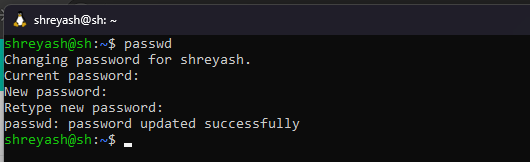 shreyash@sh: ~
shreyash@sh:~$ passwd
Changing password for shreyash.
Current password:
New password:
Retype new password:
passwd: password updated successfully
shreyash@sh:~$